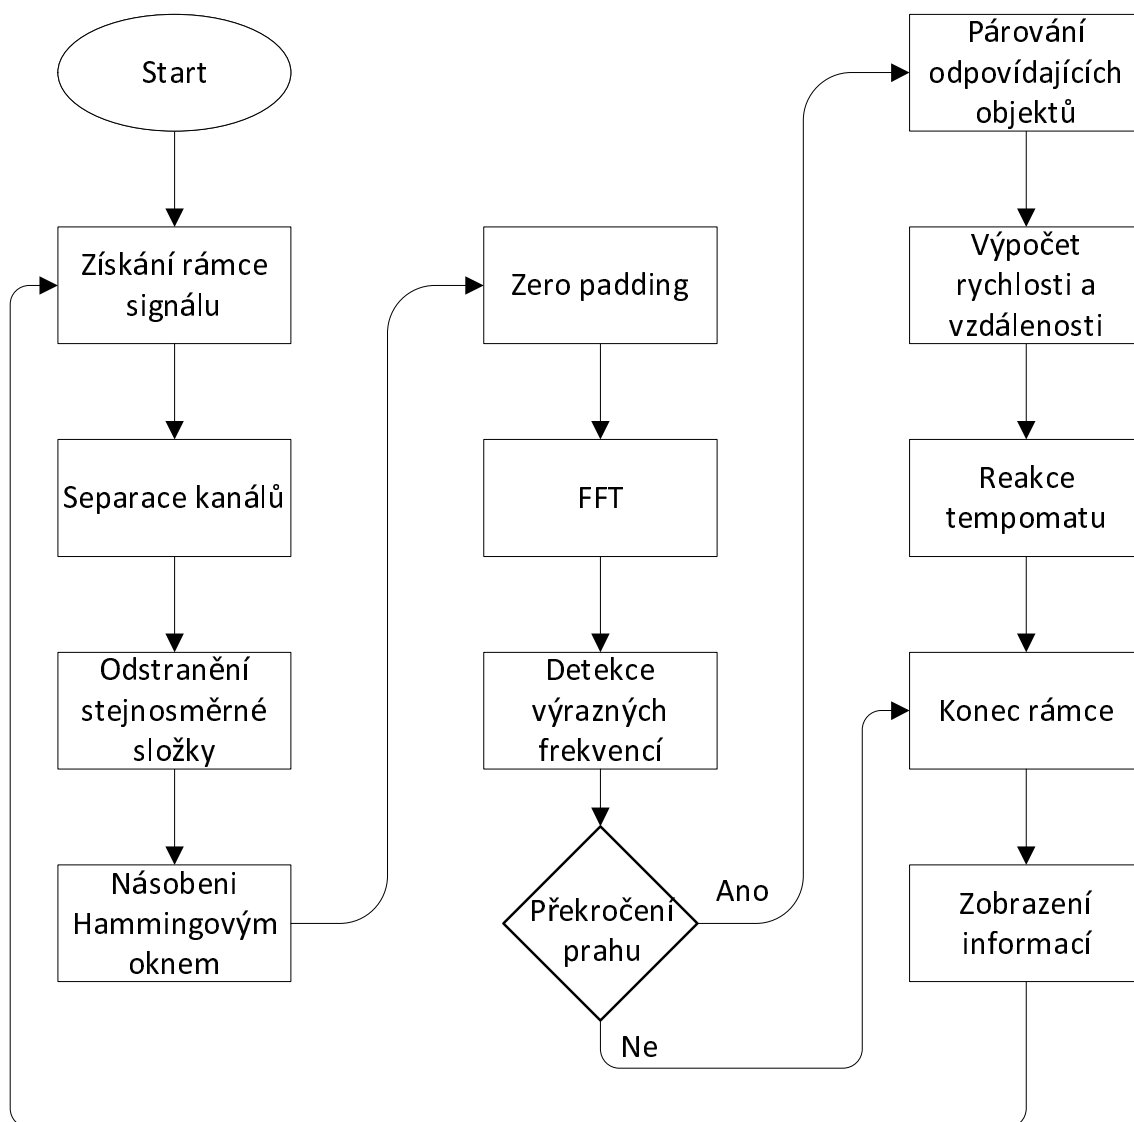 Start
Získání rámce
signálu
Separace kanálů
Odstranění
stejnosměrné
složky
Násobeni
Hammingovým
oknem
Zero padding
FFT
Detekce
výrazných
frekvencí
Překročení
prahu
Ano
Ne
Párování
odpovídajících
objektů
Výpočet
rychlosti a
vzdálenosti
Reakce
tempomatu
Konec rámce
Zobrazení
informací